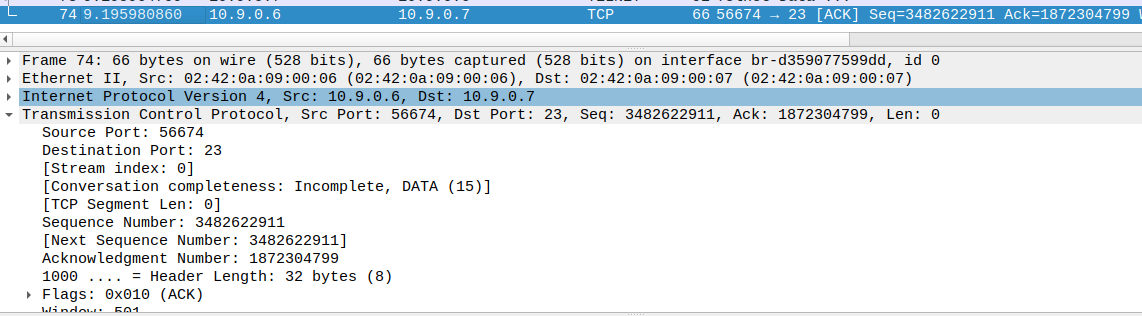 74 9.195980860 10.9.0.6 10.9.0.7 TCP 66 56674 → 23 [ACK] Seq=3482622911 Ack=1872304799 W
Frame 74: 66 bytes on wire (528 bits), 66 bytes captured (528 bits) on interface br-d359077599dd, id 0
Ethernet II, Src: 02:42:0a:09:00:06 (02:42:0a:09:00:06), Dst: 02:42:0a:09:00:07 (02:42:0a:09:00:07)
Internet Protocol Version 4, Src: 10.9.0.6, Dst: 10.9.0.7
Transmission Control Protocol, Src Port: 56674, Dst Port: 23, Seq: 3482622911, Ack: 1872304799, Len: 0
Source Port: 56674
Destination Port: 23
[Stream index: 0]
[Conversation completeness: Incomplete, DATA (15)]
[TCP Segment Len: 0]
Sequence Number: 3482622911
[Next Sequence Number: 3482622911]
Acknowledgment Number: 1872304799
1000 .... = Header Length: 32 bytes (8)
Flags: 0x010 (ACK)
Window: 501